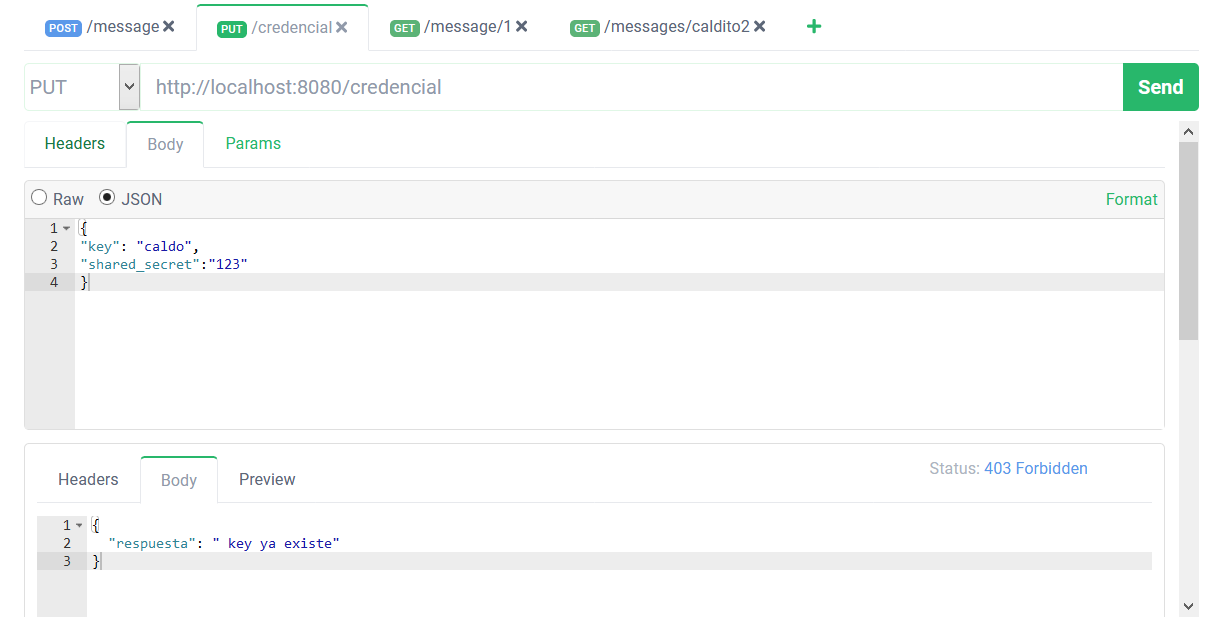 POST /message PUT /credencial GET /message/1 GET /messages/caldito2
PUT http://localhost:8080/credencial Send
Headers Body Params
Raw JSON Format
1 {
2 "key": "caldo",
3 "shared_secret":"123"
4 }
Headers Body Preview Status: 403 Forbidden
1 {
2 "respuesta": " key ya existe"
3 }